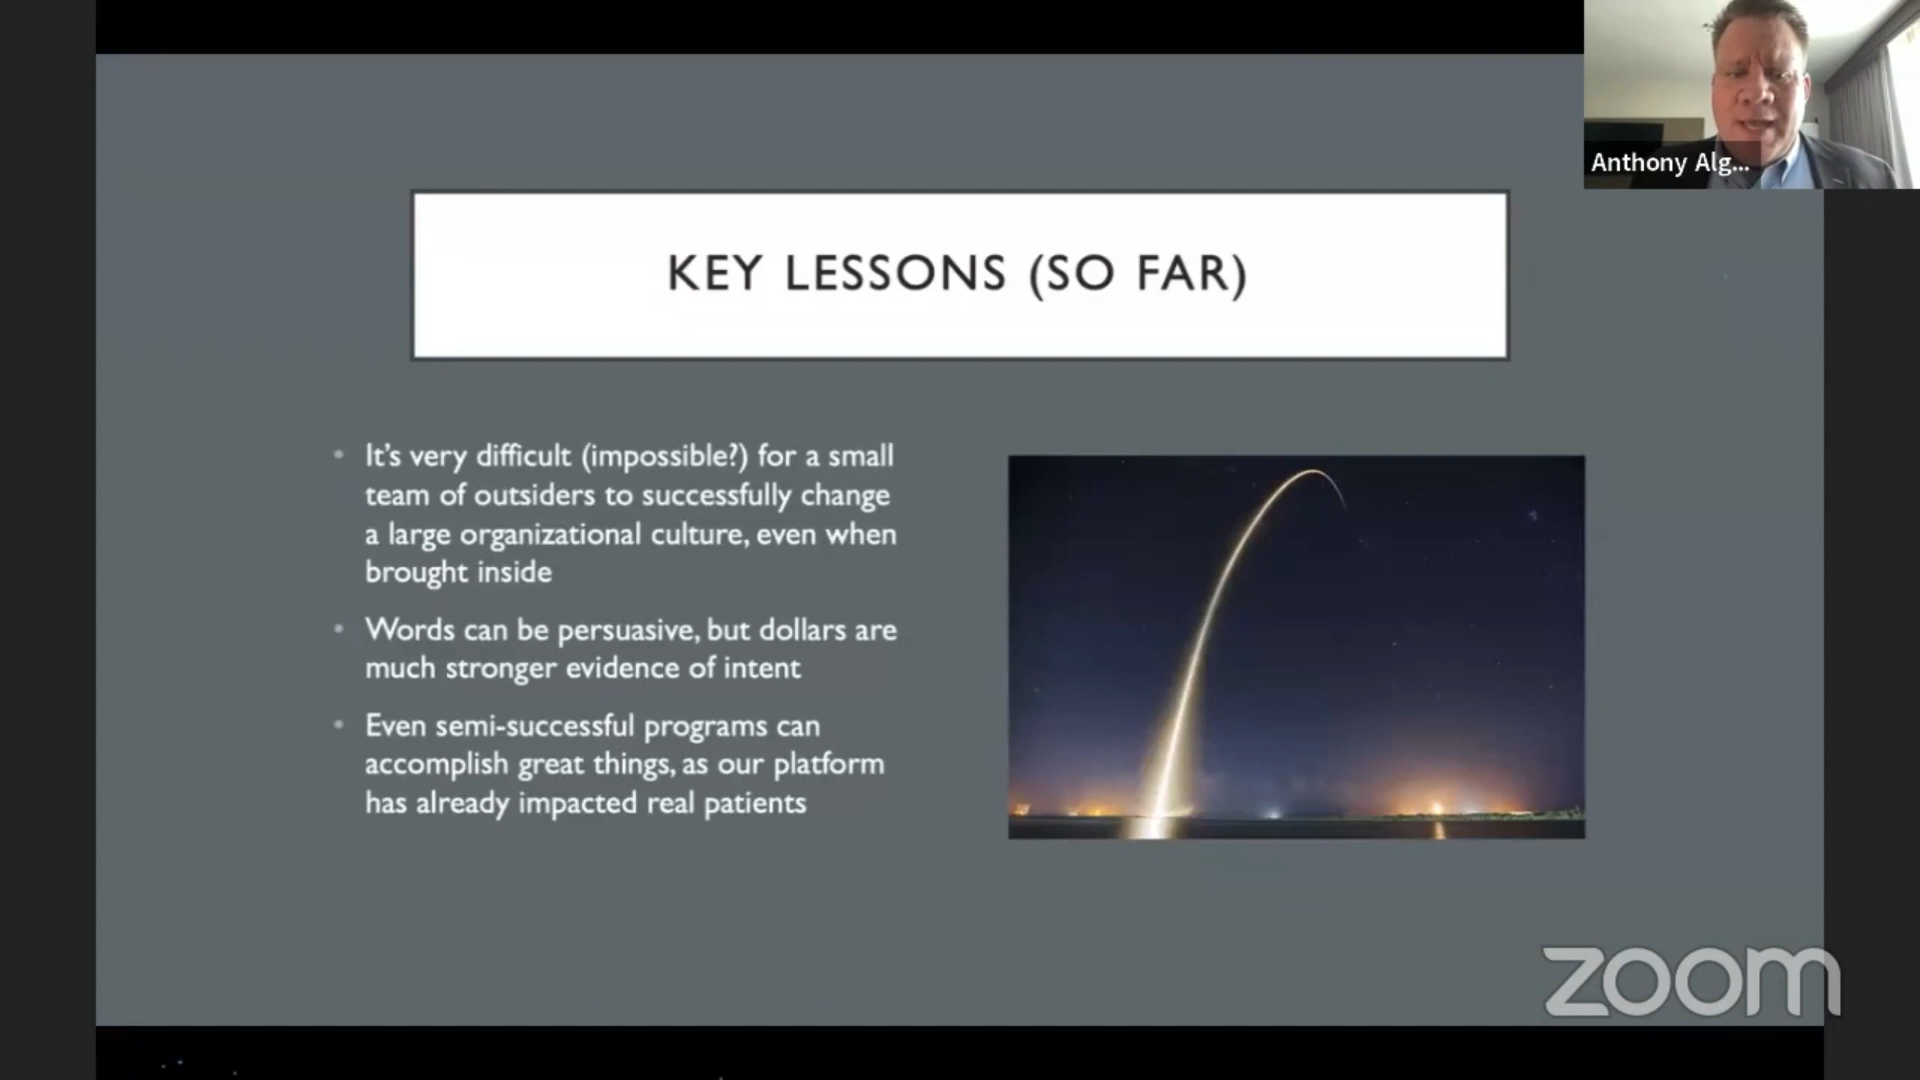 Anthony Alg...
KEY LESSONS (SO FAR)
• It's very difficult (impossible?) for a small
team of outsiders to successfully change
a large organizational culture, even when
brought inside
• Words can be persuasive, but dollars are
much stronger evidence of intent
• Even semi-successful programs can
accomplish great things, as our platform
has already impacted real patients
zoom